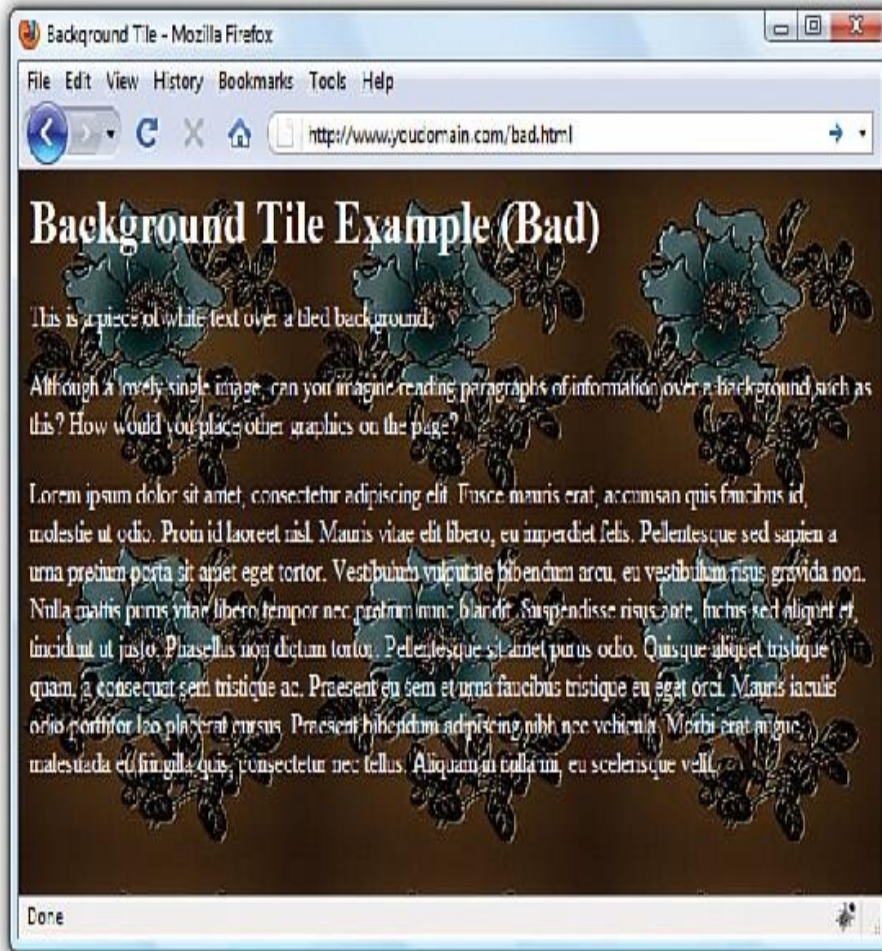 Background Tile - Mozilla Firefox
File Edit View History Bookmarks Tools Help
http://www.youdomain.com/bad.html
Background Tile Example (Bad)
This is a piece of white text over a tiled background.
Although a lovely single image, can you imagine reading paragraphs of information over a background such as
this? How would you place other graphics on the page?
Lorem ipsum dolor sit amet, consectetur adipiscing elit. Fusce mauris erat, accumsan quis faucibus id,
molestie ut odio. Proin id laoreet nisl. Mauris vitae elit libero, eu imperdiet felis. Pellentesque sed sapien a
urna pretium porta sit amet eget tortor. Vestibulum vulputate bibendum arcu, eu vestibulum risus gravida non.
Nulla mattis purus vitae libero tempor nec pretium nunc blandit. Suspendisse risus ante, luctus sed aliquet et,
tincidunt ut justo. Phasellus non dictum tortor. Pellentesque sit amet purus odio. Quisque aliquet tristique
quam, a consequat sem tristique ac. Praesent eu sem et urna faucibus tristique eu eget orci. Mauris iaculis
odio porttitor leo placerat cursus. Praesent bibendum adipiscing nibh nec vehicula. Morbi erat augue,
malesuada et fringilla quis, consectetur nec tellus. Aliquam in nulla mi, eu scelerisque velit.
Done